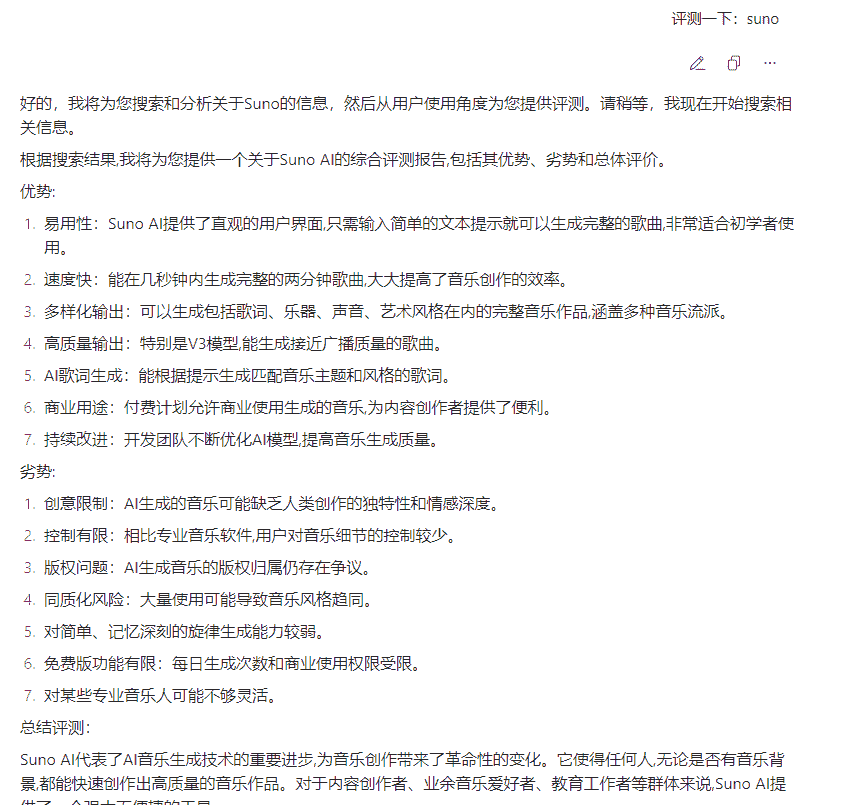 评测一下：suno
好的，我将为您搜索和分析关于Suno的信息，然后从用户使用角度为您提供评测。请稍等，我现在开始搜索相
关信息。
根据搜索结果,我将为您提供一个关于Suno AI的综合评测报告,包括其优势、劣势和总体评价。
优势:
1. 易用性：Suno AI提供了直观的用户界面,只需输入简单的文本提示就可以生成完整的歌曲,非常适合初学者使
用。
2. 速度快：能在几秒钟内生成完整的两分钟歌曲,大大提高了音乐创作的效率。
3. 多样化输出：可以生成包括歌词、乐器、声音、艺术风格在内的完整音乐作品,涵盖多种音乐流派。
4. 高质量输出：特别是V3模型,能生成接近广播质量的歌曲。
5. AI歌词生成：能根据提示生成匹配音乐主题和风格的歌词。
6. 商业用途：付费计划允许商业使用生成的音乐,为内容创作者提供了便利。
7. 持续改进：开发团队不断优化AI模型,提高音乐生成质量。
劣势:
1. 创意限制：AI生成的音乐可能缺乏人类创作的独特性和情感深度。
2. 控制有限：相比专业音乐软件,用户对音乐细节的控制较少。
3. 版权问题：AI生成音乐的版权归属仍存在争议。
4. 同质化风险：大量使用可能导致音乐风格趋同。
5. 对简单、记忆深刻的旋律生成能力较弱。
6. 免费版功能有限：每日生成次数和商业使用权限受限。
7. 对某些专业音乐人可能不够灵活。
总结评测:
Suno AI代表了AI音乐生成技术的重要进步,为音乐创作带来了革命性的变化。它使得任何人,无论是否有音乐背
景,都能快速创作出高质量的音乐作品。对于内容创作者、业余音乐爱好者、教育工作者等群体来说,Suno AI提